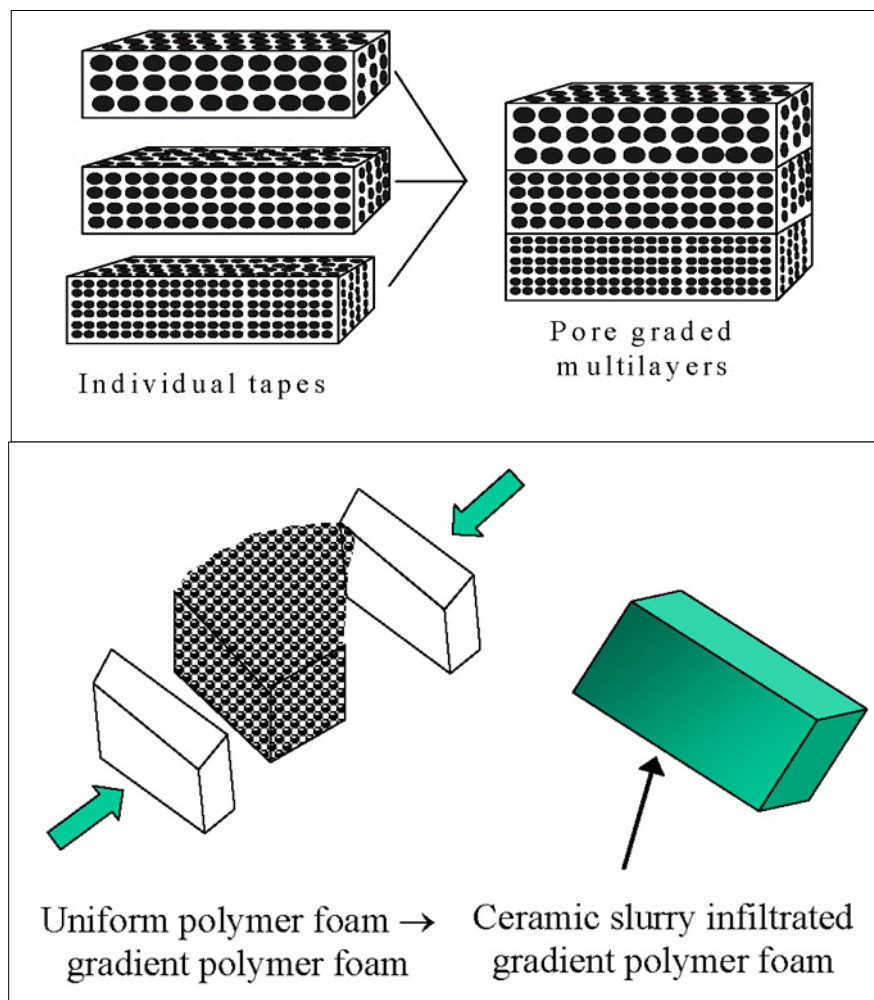 Individual tapes
Pore graded
multilayers
Uniform polymer foam →
gradient polymer foam
Ceramic slurry infiltrated
gradient polymer foam